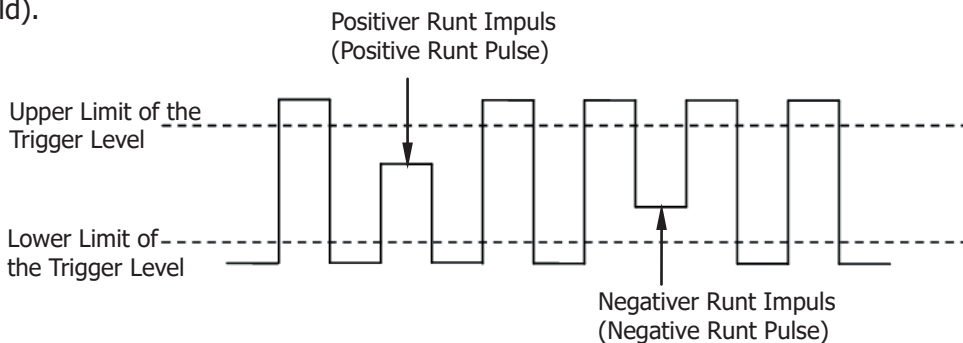 ld).
Positiver Runt Impuls
(Positive Runt Pulse)
Upper Limit of the
Trigger Level
Lower Limit of
the Trigger Level
Negativer Runt Impuls
(Negative Runt Pulse)